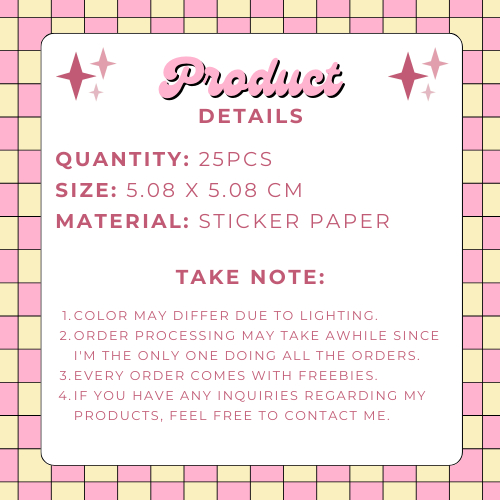 Product
DETAILS
QUANTITY: 25PCS
SIZE: 5.08 X 5.08 CM
MATERIAL: STICKER PAPER
TAKE NOTE:
1. COLOR MAY DIFFER DUE TO LIGHTING.
2. ORDER PROCESSING MAY TAKE AWHILE SINCE
I'M THE ONLY ONE DOING ALL THE ORDERS.
3. EVERY ORDER COMES WITH FREEBIES.
4. IF YOU HAVE ANY INQUIRIES REGARDING MY
PRODUCTS, FEEL FREE TO CONTACT ME.